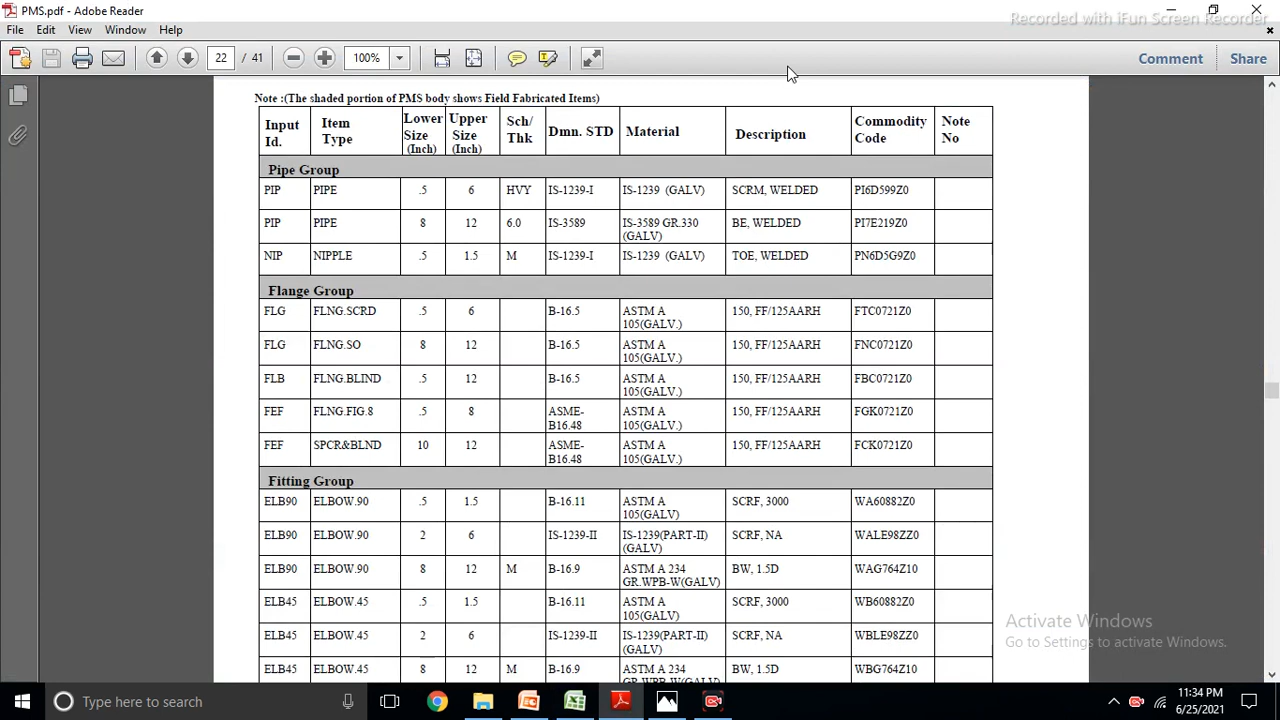 PMS.pdf - Adobe Reader
Recorded with iFun Screen Recorder
File Edit View Window Help
22 / 41 100% Comment Share
Note :(The shaded portion of PMS body shows Field Fabricated Items)
Input Id. Item Type Lower Size (Inch) Upper Size (Inch) Sch/ Thk Dmn. STD Material Description Commodity Code Note No
Pipe Group
PIP PIPE .5 6 HVY IS-1239-I IS-1239 (GALV) SCRM, WELDED PI6D599Z0
PIP PIPE 8 12 6.0 IS-3589 IS-3589 GR.330 (GALV) BE, WELDED PI7E219Z0
NIP NIPPLE .5 1.5 M IS-1239-I IS-1239 (GALV) TOE, WELDED PN6D5G9Z0
Flange Group
FLG FLNG.SCRD .5 6 B-16.5 ASTM A 105(GALV.) 150, FF/125AARH FTC0721Z0
FLG FLNG.SO 8 12 B-16.5 ASTM A 105(GALV.) 150, FF/125AARH FNC0721Z0
FLB FLNG.BLIND .5 12 B-16.5 ASTM A 105(GALV.) 150, FF/125AARH FBC0721Z0
FEF FLNG.FIG.8 .5 8 ASME-B16.48 ASTM A 105(GALV.) 150, FF/125AARH FGK0721Z0
FEF SPCR&BLND 10 12 ASME-B16.48 ASTM A 105(GALV.) 150, FF/125AARH FCK0721Z0
Fitting Group
ELB90 ELBOW.90 .5 1.5 B-16.11 ASTM A 105(GALV) SCRF, 3000 WA60882Z0
ELB90 ELBOW.90 2 6 IS-1239-II IS-1239(PART-II) (GALV) SCRF, NA WALE98ZZ0
ELB90 ELBOW.90 8 12 M B-16.9 ASTM A 234 GR.WPB-W(GALV) BW, 1.5D WAG764Z10
ELB45 ELBOW.45 .5 1.5 B-16.11 ASTM A 105(GALV) SCRF, 3000 WB60882Z0
ELB45 ELBOW.45 2 6 IS-1239-II IS-1239(PART-II) (GALV) SCRF, NA WBLE98ZZ0
ELB45 ELBOW.45 8 12 M B-16.9 ASTM A 234 GR.WPB-W(GALV) BW, 1.5D WBG764Z10
Activate Windows
Go to Settings to activate Windows.
Type here to search
11:34 PM
6/25/2021